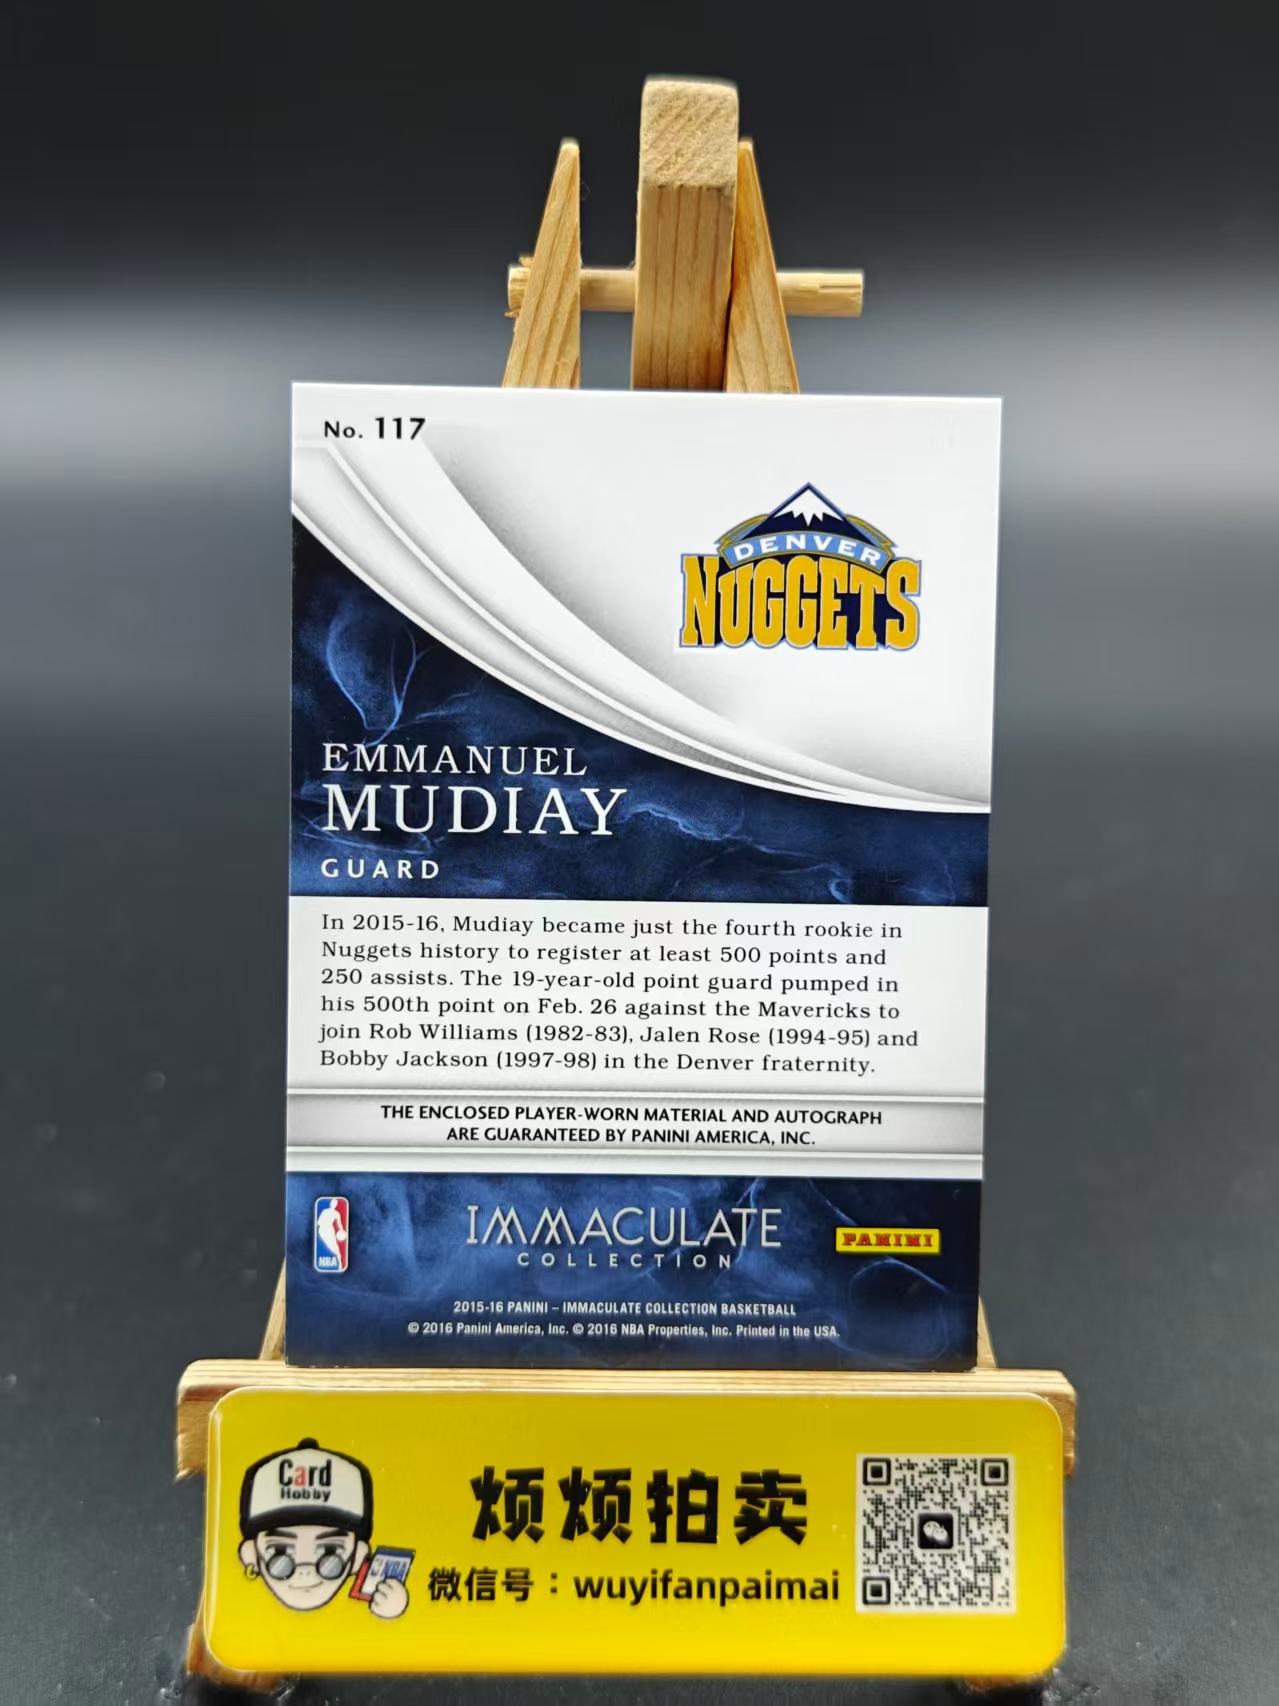 No. 117
DENVER
NUGGETS
EMMANUEL
MUDIAY
GUARD
In 2015-16, Mudiay became just the fourth rookie in
Nuggets history to register at least 500 points and
250 assists. The 19-year-old point guard pumped in
his 500th point on Feb. 26 against the Mavericks to
join Rob Williams (1982-83), Jalen Rose (1994-95) and
Bobby Jackson (1997-98) in the Denver fraternity.
THE ENCLOSED PLAYER-WORN MATERIAL AND AUTOGRAPH
ARE GUARANTEED BY PANINI AMERICA, INC.
NBA
IMMACULATE
COLLECTION
PANINI
2015-16 PANINI – IMMACULATE COLLECTION BASKETBALL
© 2016 Panini America, Inc. © 2016 NBA Properties, Inc. Printed in the USA.
Card
Hobby
NBA
烦烦拍卖
微信号：wuyifanpaimai